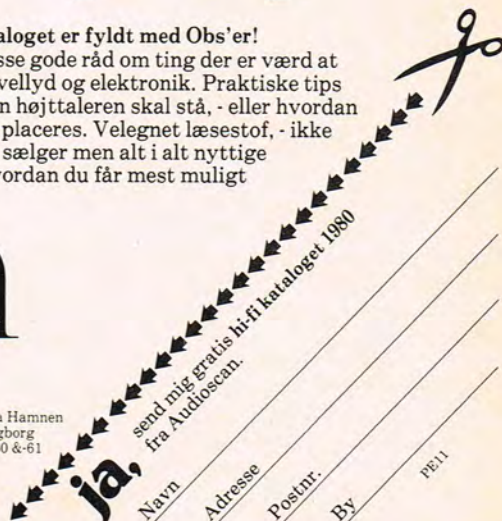 aloget er fyldt med Obs'er!
sse gode råd om ting der er værd at
vellyd og elektronik. Praktiske tips
n højttaleren skal stå, - eller hvordan
placeres. Velegnet læsestof, - ikke
sælger men alt i alt nyttige
vordan du får mest muligt
n
Hamnen
gborg
0 &-61
ja, send mig gratis hi-fi kataloget 1980
fra Audioscan.
Navn
Adresse
Postnr.
By
PE11